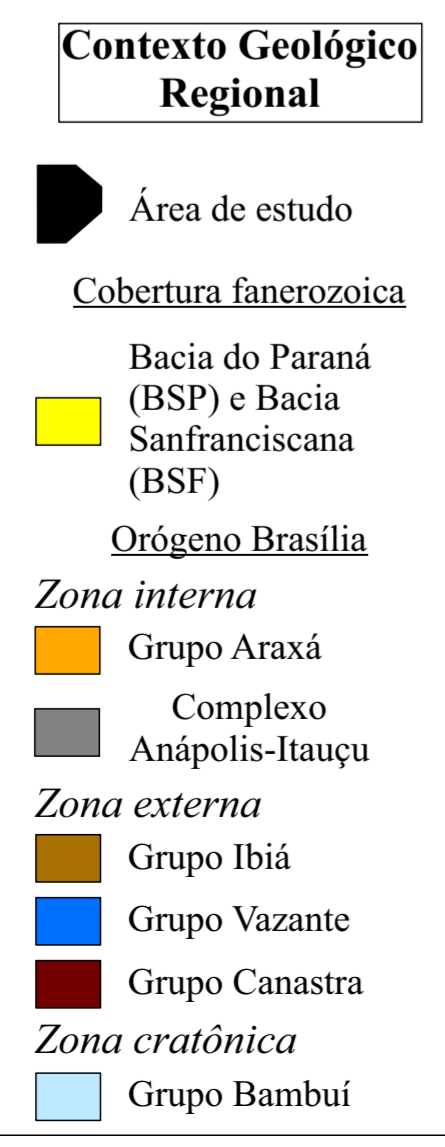 Contexto Geológico
Regional
Área de estudo
Cobertura fanerozoica
Bacia do Paraná
(BSP) e Bacia
Sanfranciscana
(BSF)
Orógeno Brasília
Zona interna
Grupo Araxá
Complexo
Anápolis-Itauçu
Zona externa
Grupo Ibiá
Grupo Vazante
Grupo Canastra
Zona cratônica
Grupo Bambuí